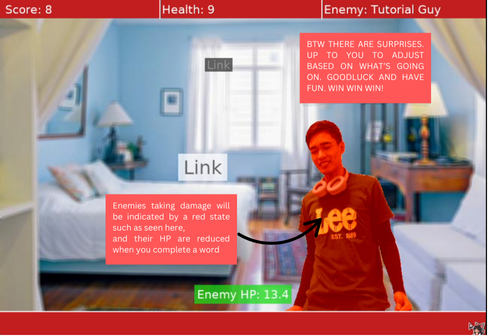 Score: 8
Health: 9
Enemy: Tutorial Guy
BTW THERE ARE SURPRISES.
UP TO YOU TO ADJUST
BASED ON WHAT'S GOING
ON. GOODLUCK AND HAVE
FUN. WIN WIN WIN!
Link
Link
Enemies taking damage will
be indicated by a red state
such as seen here,
and their HP are reduced
when you complete a word
Lee
EST. 1889
Enemy HP: 13.4